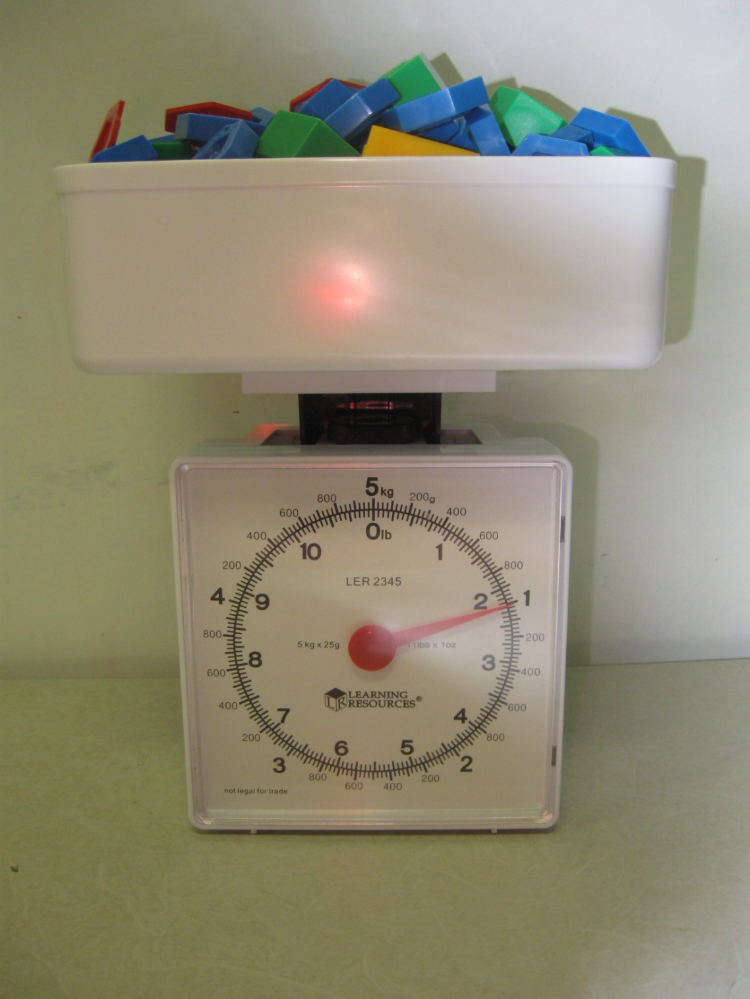 5kg
800 200g
600 400
400 0lb 600
10 1
200 800
LER 2345
4 9 2 1
800 5 kg x 25g 11lbs x 1oz 200
8 3
600 400
LEARNING
RESOURCES®
400 7 4 600
200 800
6 5
3 2
800 200
600 400
not legal for trade